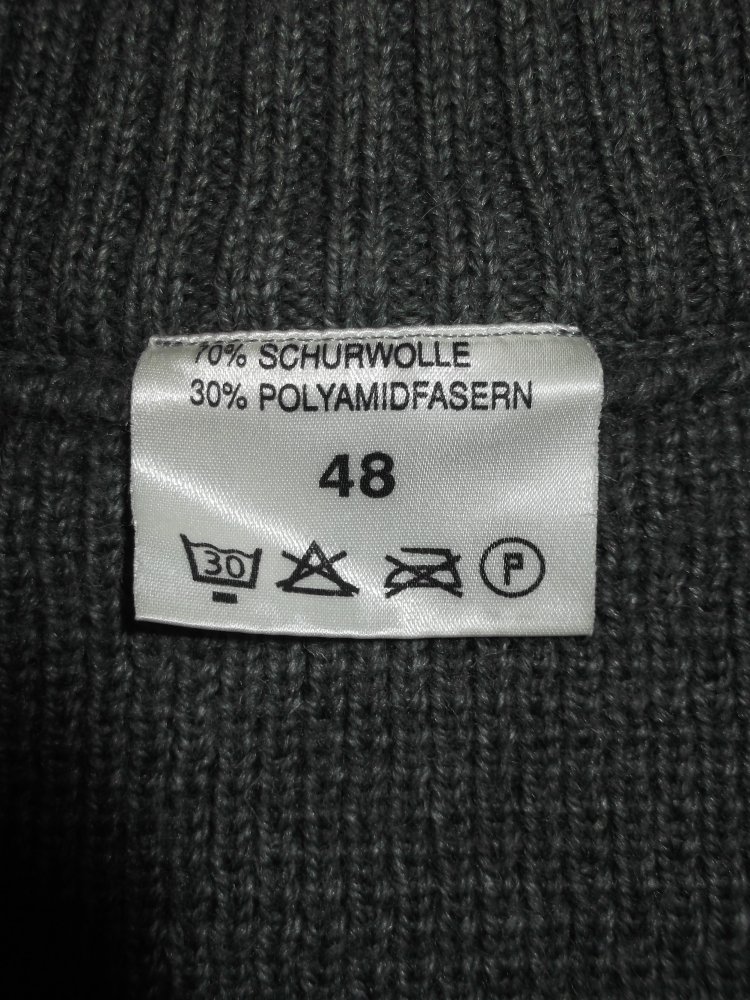 70% SCHURWOLLE
30% POLYAMIDFASERN
48
30 P